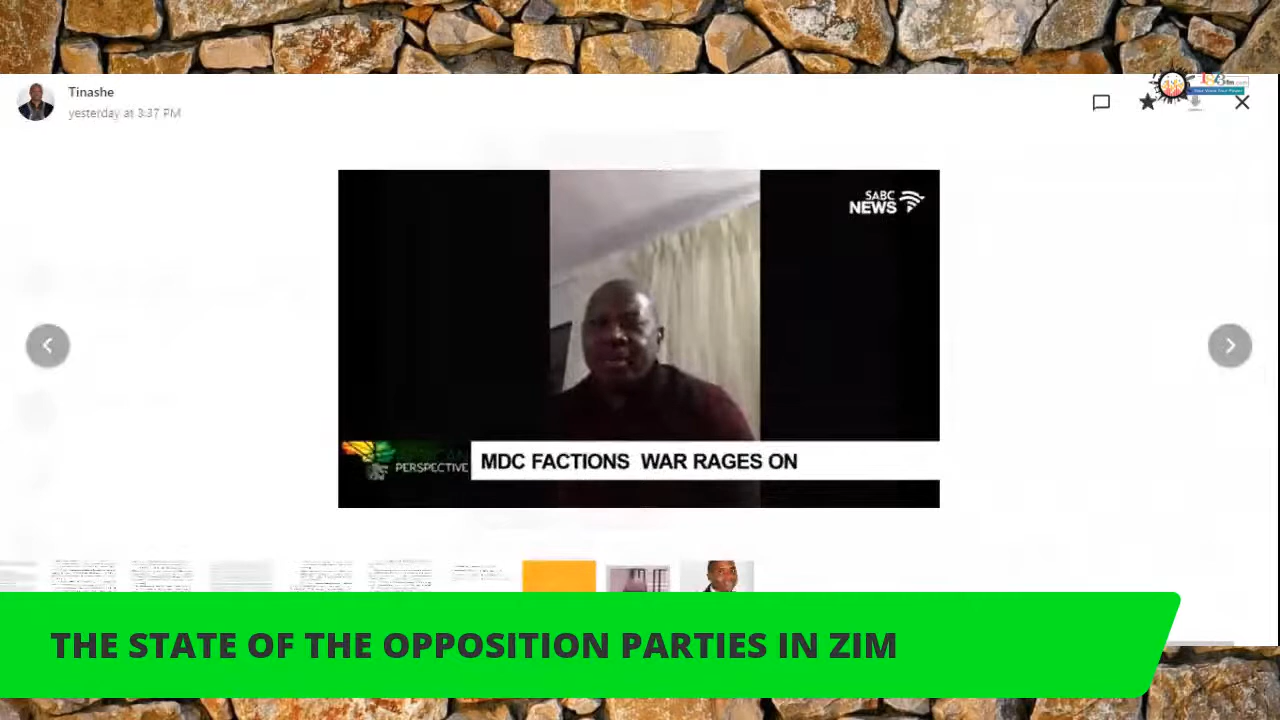 Tinashe
yesterday at 3:37 PM
SABC
NEWS
PERSPECTIVE
MDC FACTIONS WAR RAGES ON
THE STATE OF THE OPPOSITION PARTIES IN ZIM